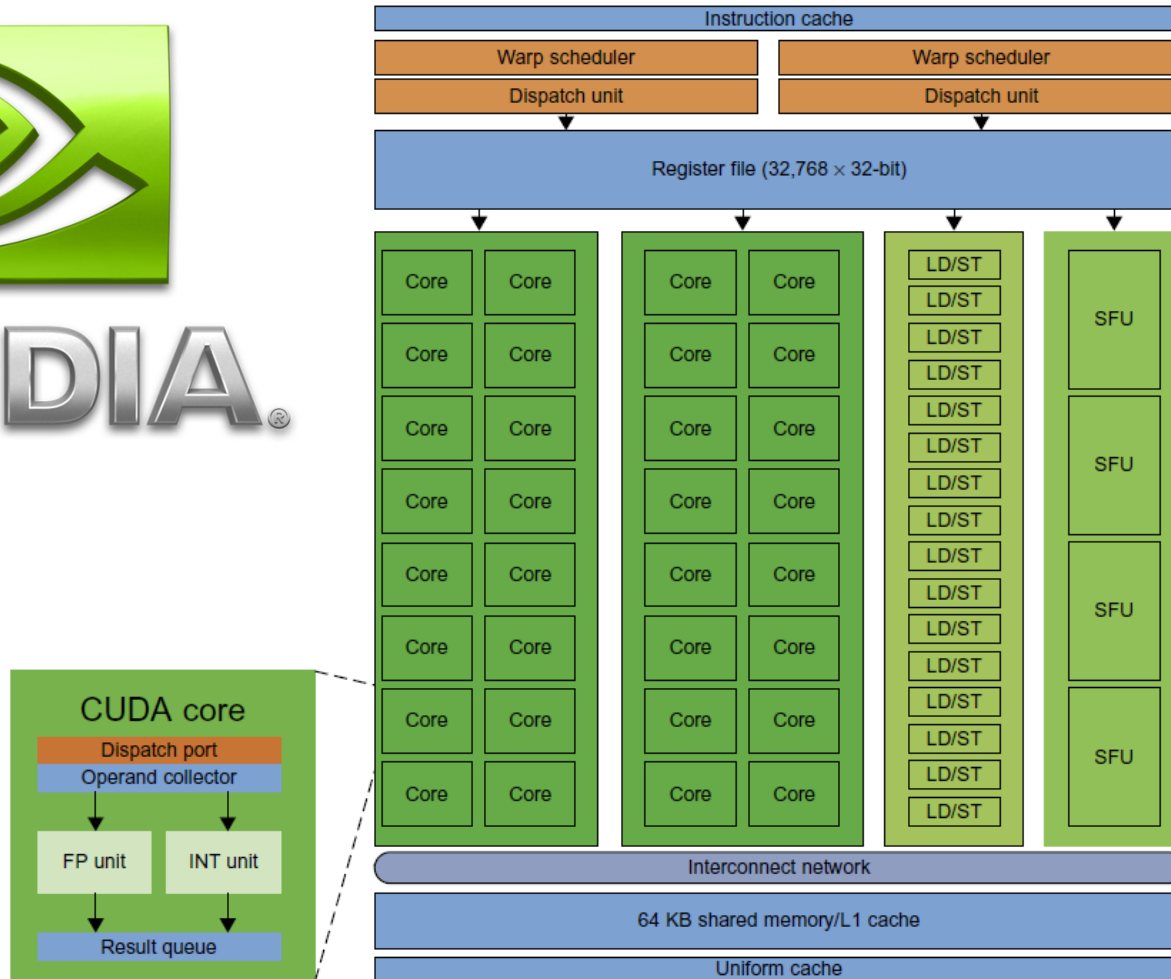 Instruction cache
Warp scheduler Warp scheduler
Dispatch unit Dispatch unit
Register file (32,768 × 32-bit)
DIA®
Core Core Core Core LD/ST SFU
LD/ST
Core Core Core Core LD/ST
LD/ST
Core Core Core Core LD/ST SFU
LD/ST
Core Core Core Core LD/ST
LD/ST
Core Core Core Core LD/ST SFU
LD/ST
Core Core Core Core LD/ST
LD/ST
Core Core Core Core LD/ST SFU
LD/ST
Core Core Core Core LD/ST
LD/ST
CUDA core
Dispatch port
Operand collector
FP unit INT unit
Result queue
Interconnect network
64 KB shared memory/L1 cache
Uniform cache